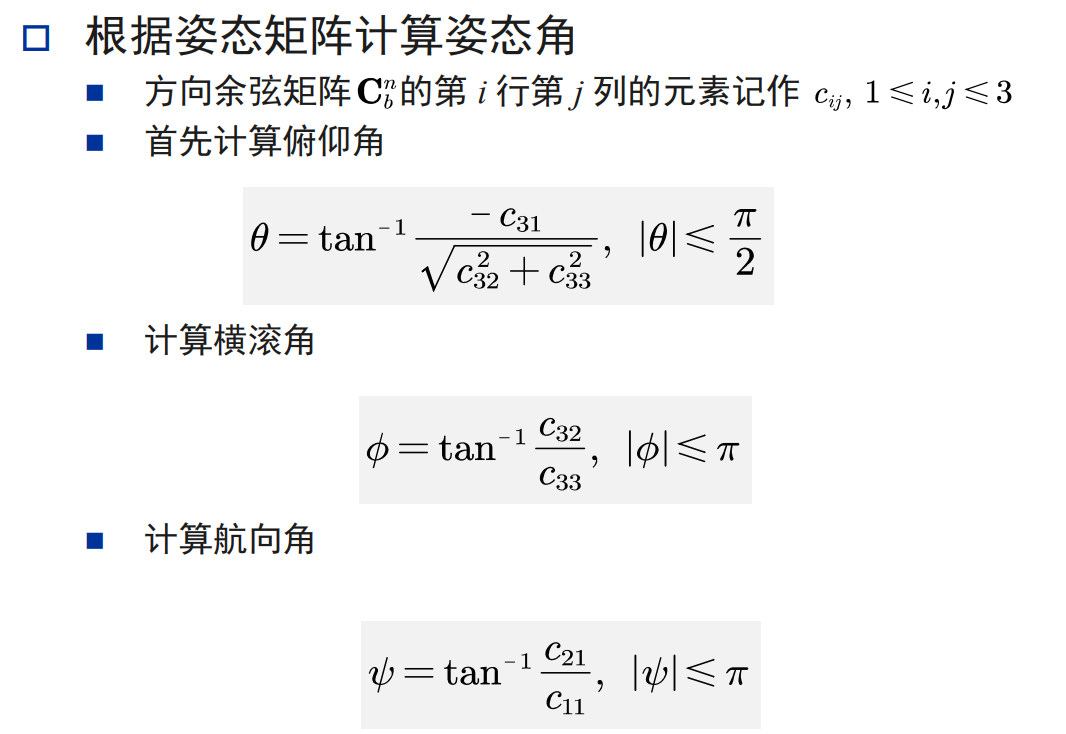 根据姿态矩阵计算姿态角
方向余弦矩阵 $\mathbf{C}_b^n$ 的第 $i$ 行第 $j$ 列的元素记作 $c_{ij}$, $1 \leqslant i,j \leqslant 3$
首先计算俯仰角
$\theta = \tan^{-1} \frac{-c_{31}}{\sqrt{c_{32}^2 + c_{33}^2}}, \ |\theta| \leqslant \frac{\pi}{2}$
计算横滚角
$\phi = \tan^{-1} \frac{c_{32}}{c_{33}}, \ |\phi| \leqslant \pi$
计算航向角
$\psi = \tan^{-1} \frac{c_{21}}{c_{11}}, \ |\psi| \leqslant \pi$